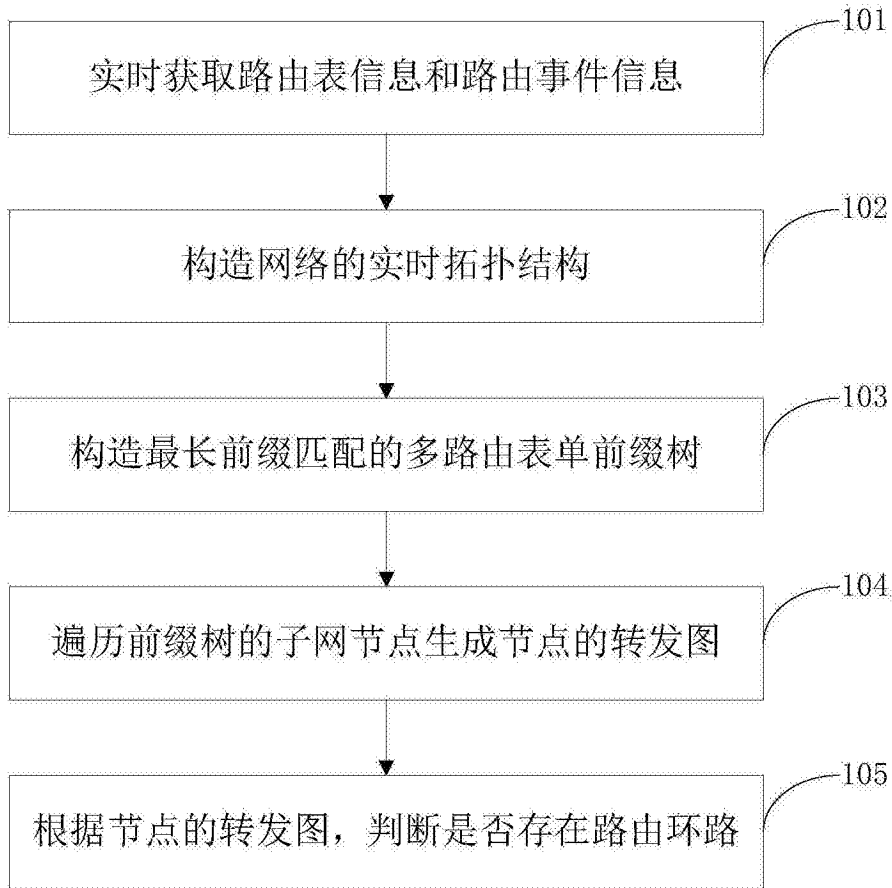 101
实时获取路由表信息和路由事件信息
102
构造网络的实时拓扑结构
103
构造最长前缀匹配的多路由表单前缀树
104
遍历前缀树的子网节点生成节点的转发图
105
根据节点的转发图，判断是否存在路由环路